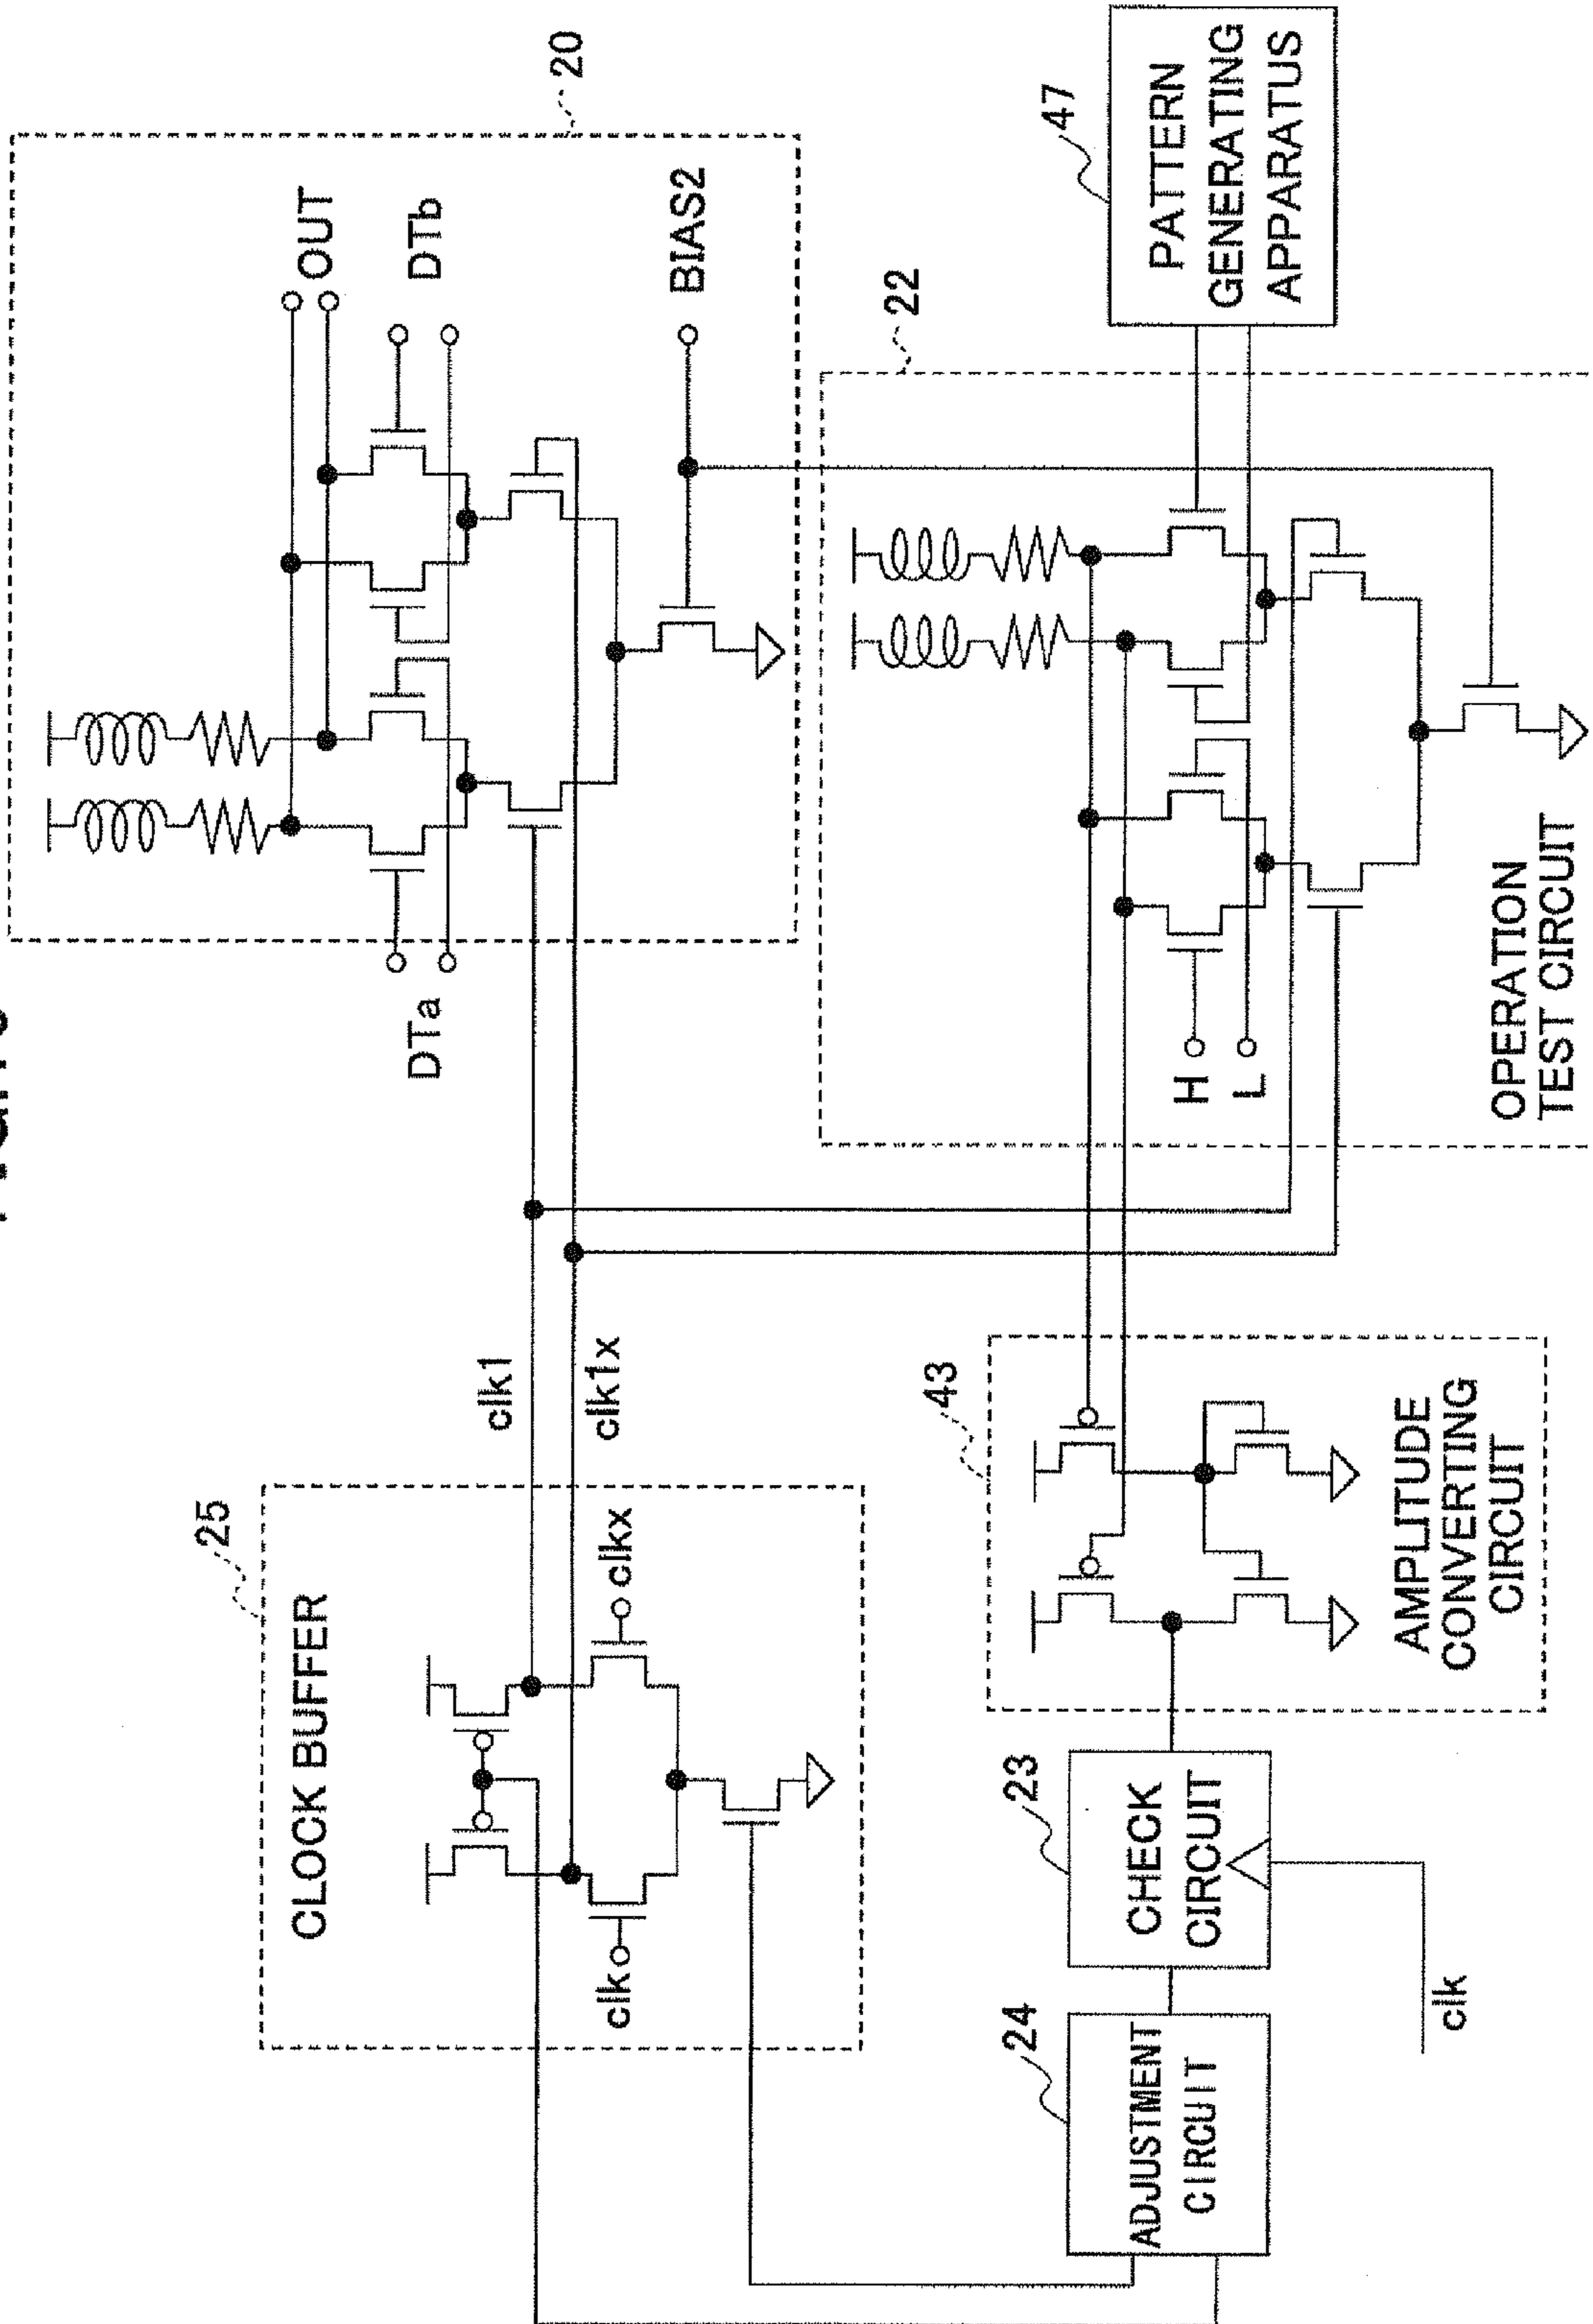 20
OUT
DTb
BIAS2
DTa
25
CLOCK BUFFER
clk1
clk1x
clkx
clk
22
H
L
OPERATION
TEST CIRCUIT
47
PATTERN
GENERATING
APPARATUS
43
AMPLITUDE
CONVERTING
CIRCUIT
23
CHECK
CIRCUIT
24
ADJUSTMENT
CIRCUIT
clk